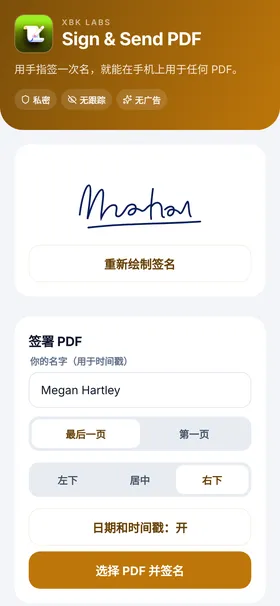 XBK LABS
Sign & Send PDF
用手指签一次名，就能在手机上用于任何 PDF。
私密
无跟踪
无广告
重新绘制签名
签署 PDF
你的名字（用于时间戳）
Megan Hartley
最后一页
第一页
左下
居中
右下
日期和时间戳：开
选择 PDF 并签名